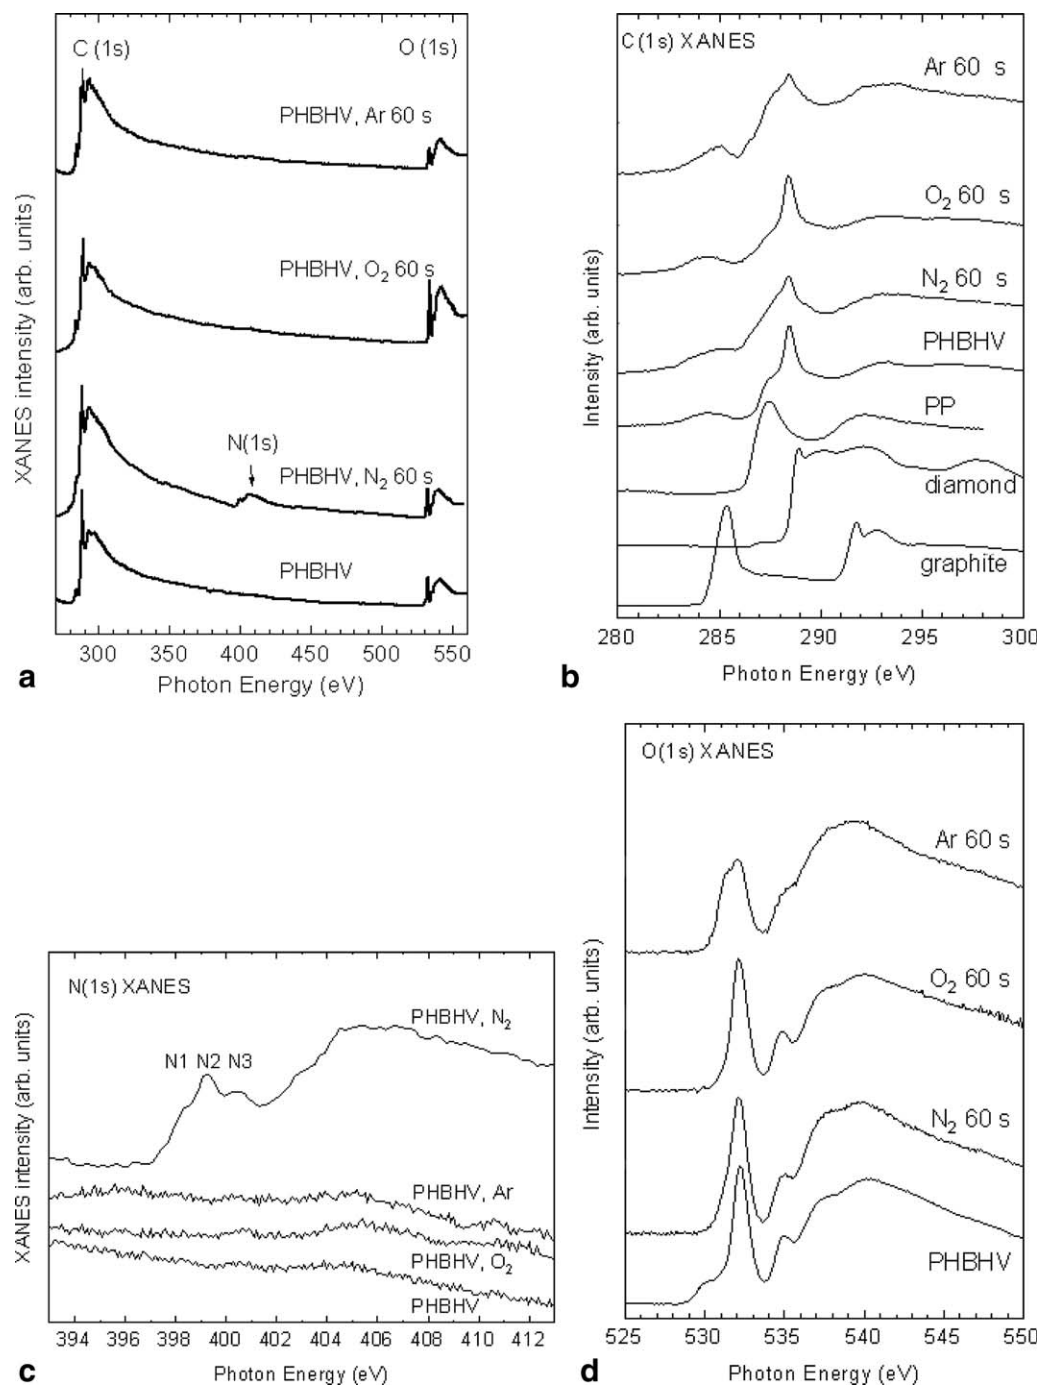 C (1s)
O (1s)
PHBHV, Ar 60 s
PHBHV, O₂ 60 s
N(1s)
PHBHV, N₂ 60 s
PHBHV
XANES intensity (arb. units)
300 350 400 450 500 550
Photon Energy (eV)
a
C(1s) XANES
Ar 60 s
O₂ 60 s
N₂ 60 s
PHBHV
PP
diamond
graphite
Intensity (arb. units)
280 285 290 295 300
Photon Energy (eV)
b
N(1s) XANES
PHBHV, N₂
N1 N2 N3
PHBHV, Ar
PHBHV, O₂
PHBHV
XANES intensity (arb. units)
394 396 398 400 402 404 406 408 410 412
Photon Energy (eV)
c
O(1s) XANES
Ar 60 s
O₂ 60 s
N₂ 60 s
PHBHV
Intensity (arb. units)
525 530 535 540 545 550
Photon Energy (eV)
d